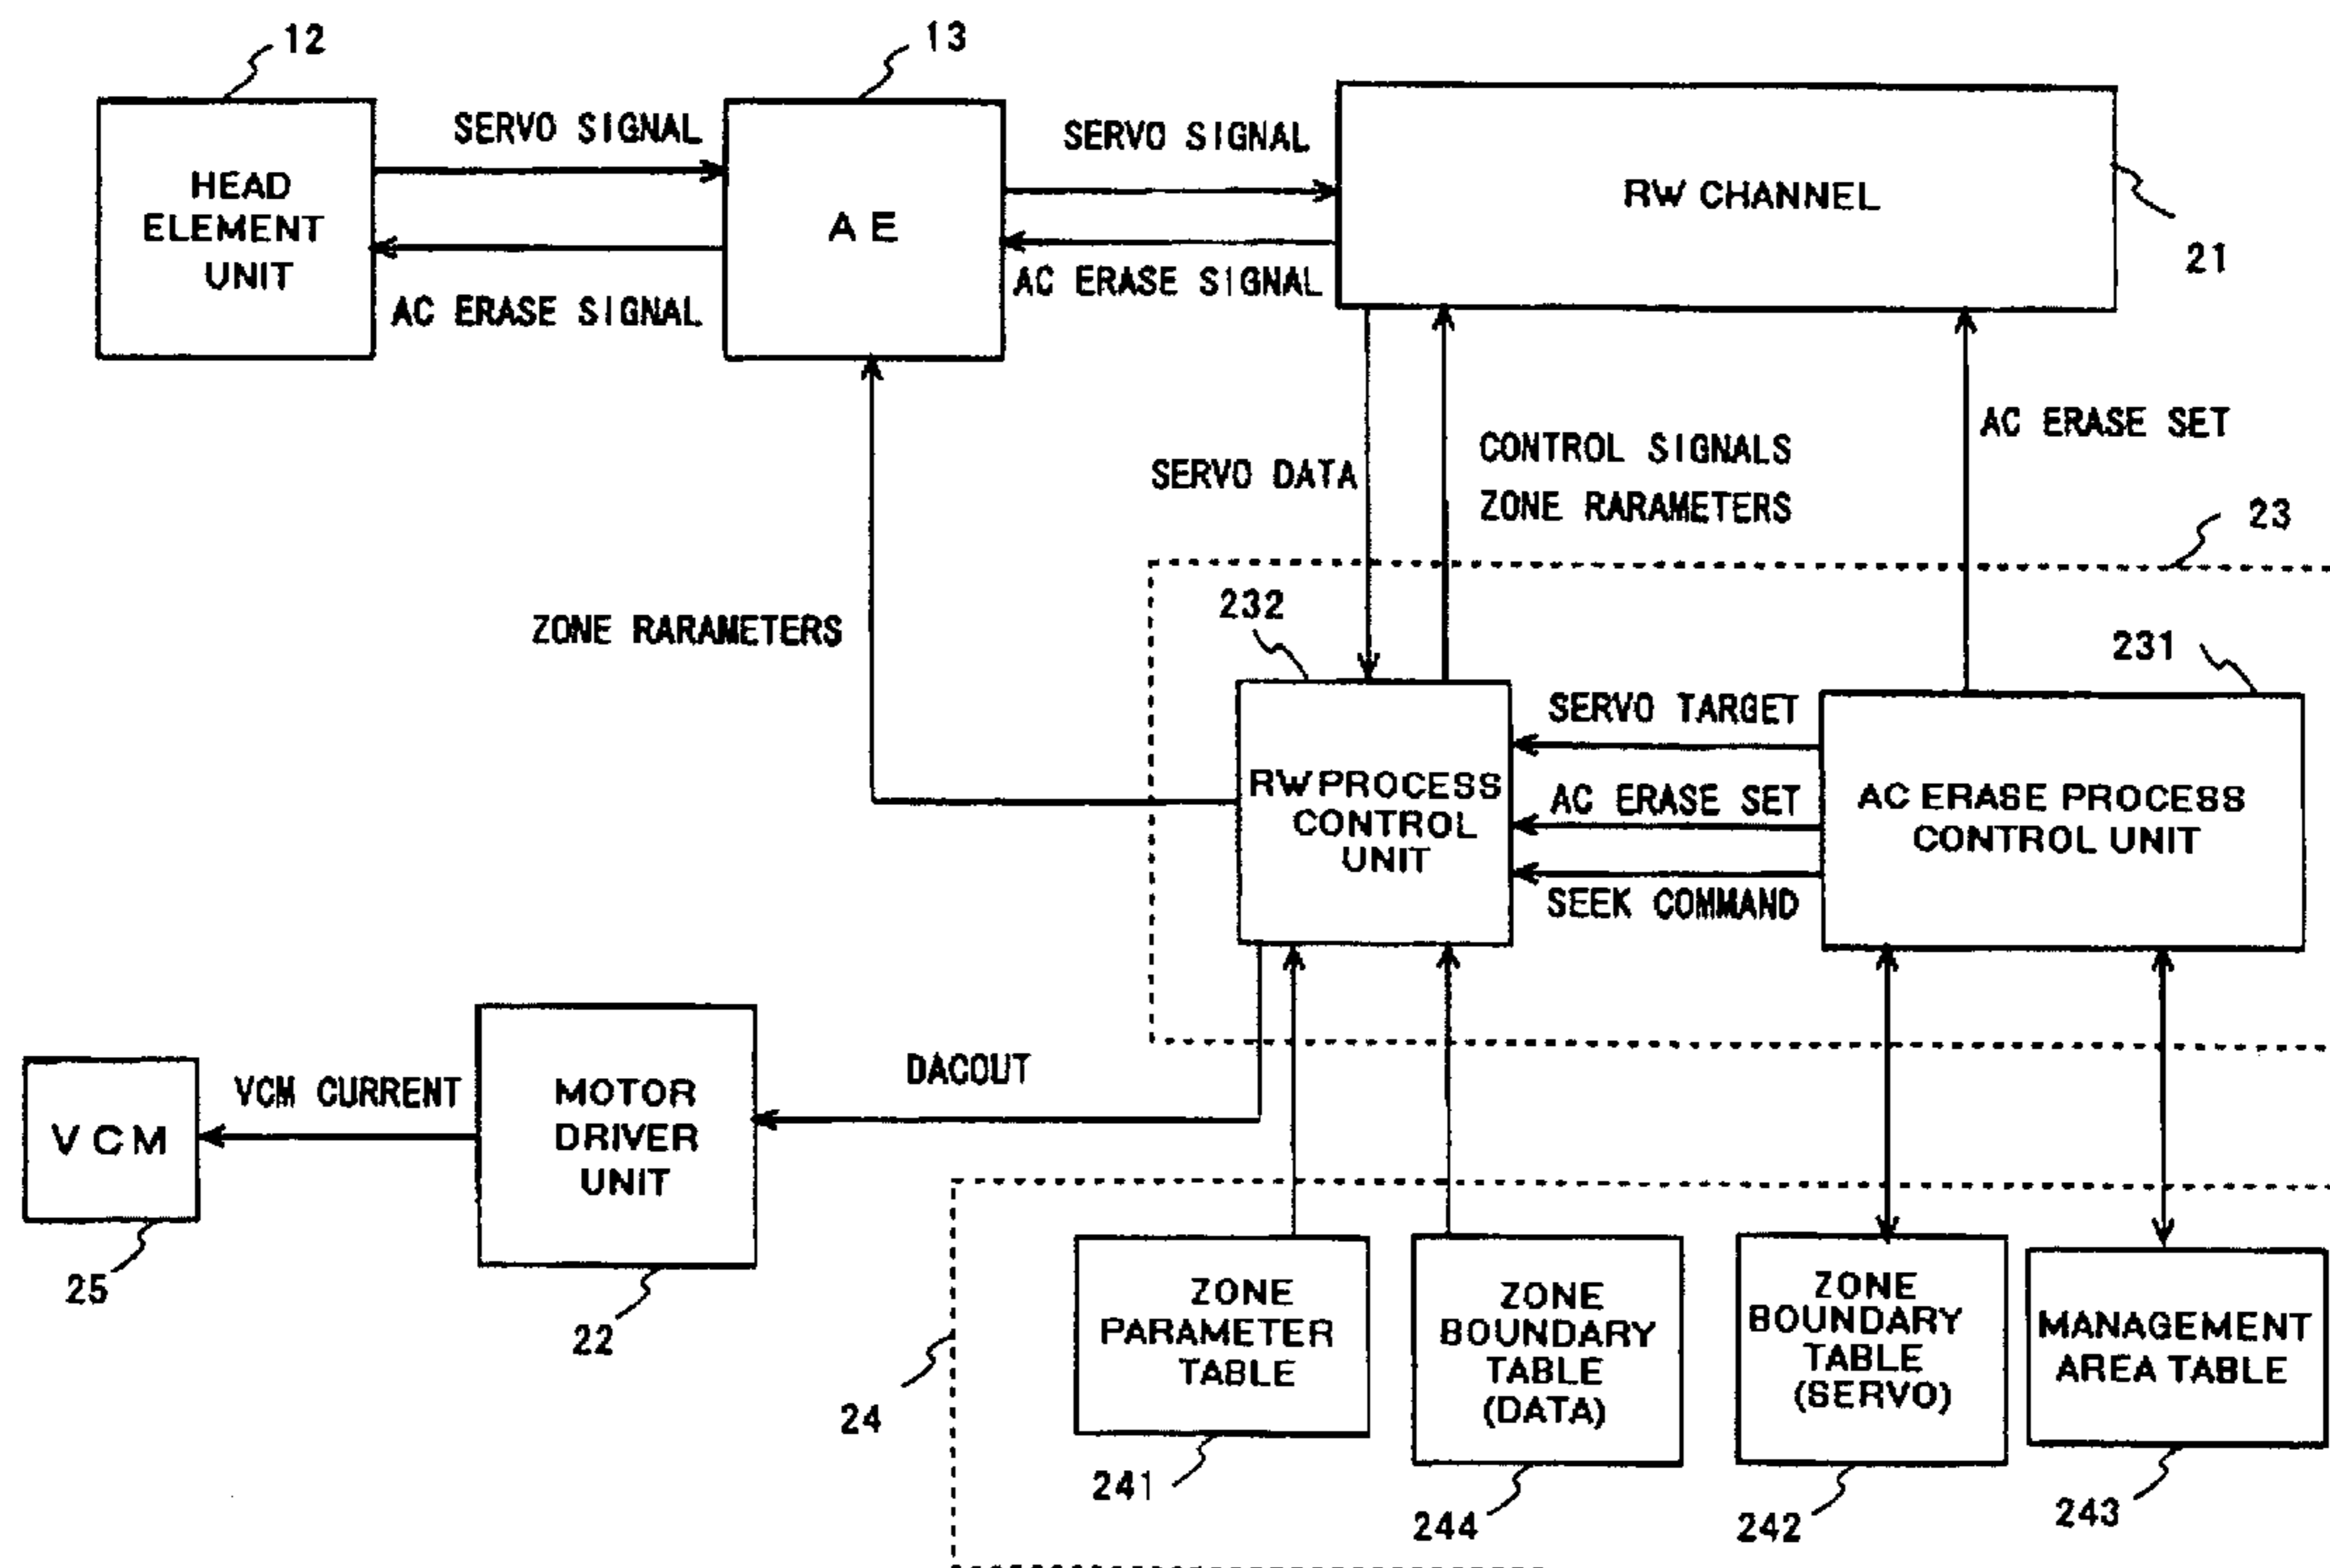 12
13
SERVO SIGNAL
SERVO SIGNAL
HEAD
ELEMENT
UNIT
A E
RW CHANNEL
21
AC ERASE SIGNAL
AC ERASE SIGNAL
AC ERASE SET
CONTROL SIGNALS
ZONE RARAMETERS
SERVO DATA
23
232
231
ZONE RARAMETERS
SERVO TARGET
RW PROCESS
CONTROL
UNIT
AC ERASE SET
AC ERASE PROCESS
CONTROL UNIT
SEEK COMMAND
DACOUT
VCM CURRENT
VCM
MOTOR
DRIVER
UNIT
25
22
24
ZONE
PARAMETER
TABLE
ZONE
BOUNDARY
TABLE
(DATA)
ZONE
BOUNDARY
TABLE
(SERVO)
MANAGEMENT
AREA TABLE
241
244
242
243